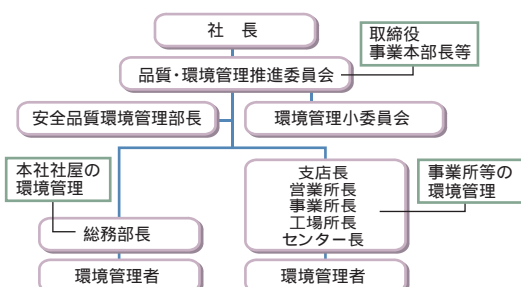 社　長
取締役
事業本部長等
品質・環境管理推進委員会
安全品質環境管理部長
環境管理小委員会
本社社屋の
環境管理
支店長
営業所長
事業所長
工場所長
センター長
事業所等の
環境管理
総務部長
環境管理者
環境管理者